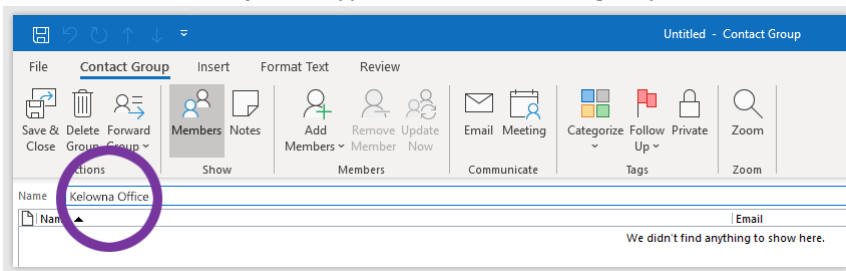 Untitled - Contact Group
File Contact Group Insert Format Text Review
Save & Close Delete Group Forward Group Members Notes Add Members Remove Member Update Now Email Meeting Categorize Follow Up Private Zoom
Show Members Communicate Tags Zoom
Name Kelowna Office
Email
We didn't find anything to show here.